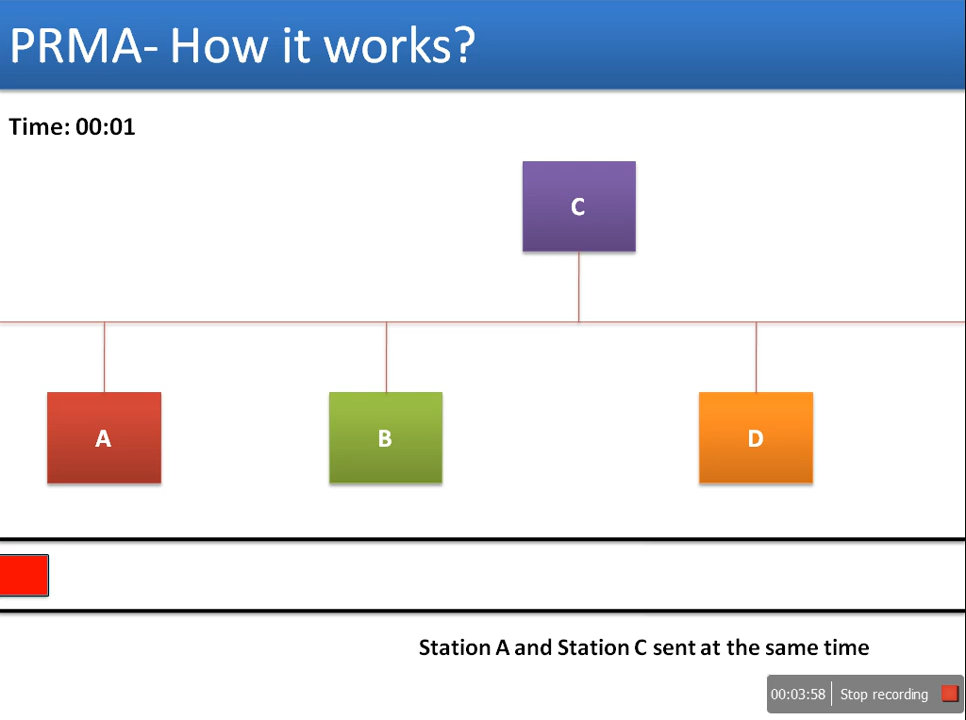 PRMA- How it works?
Time: 00:01
C
A
B
D
Station A and Station C sent at the same time
00:03:58 Stop recording